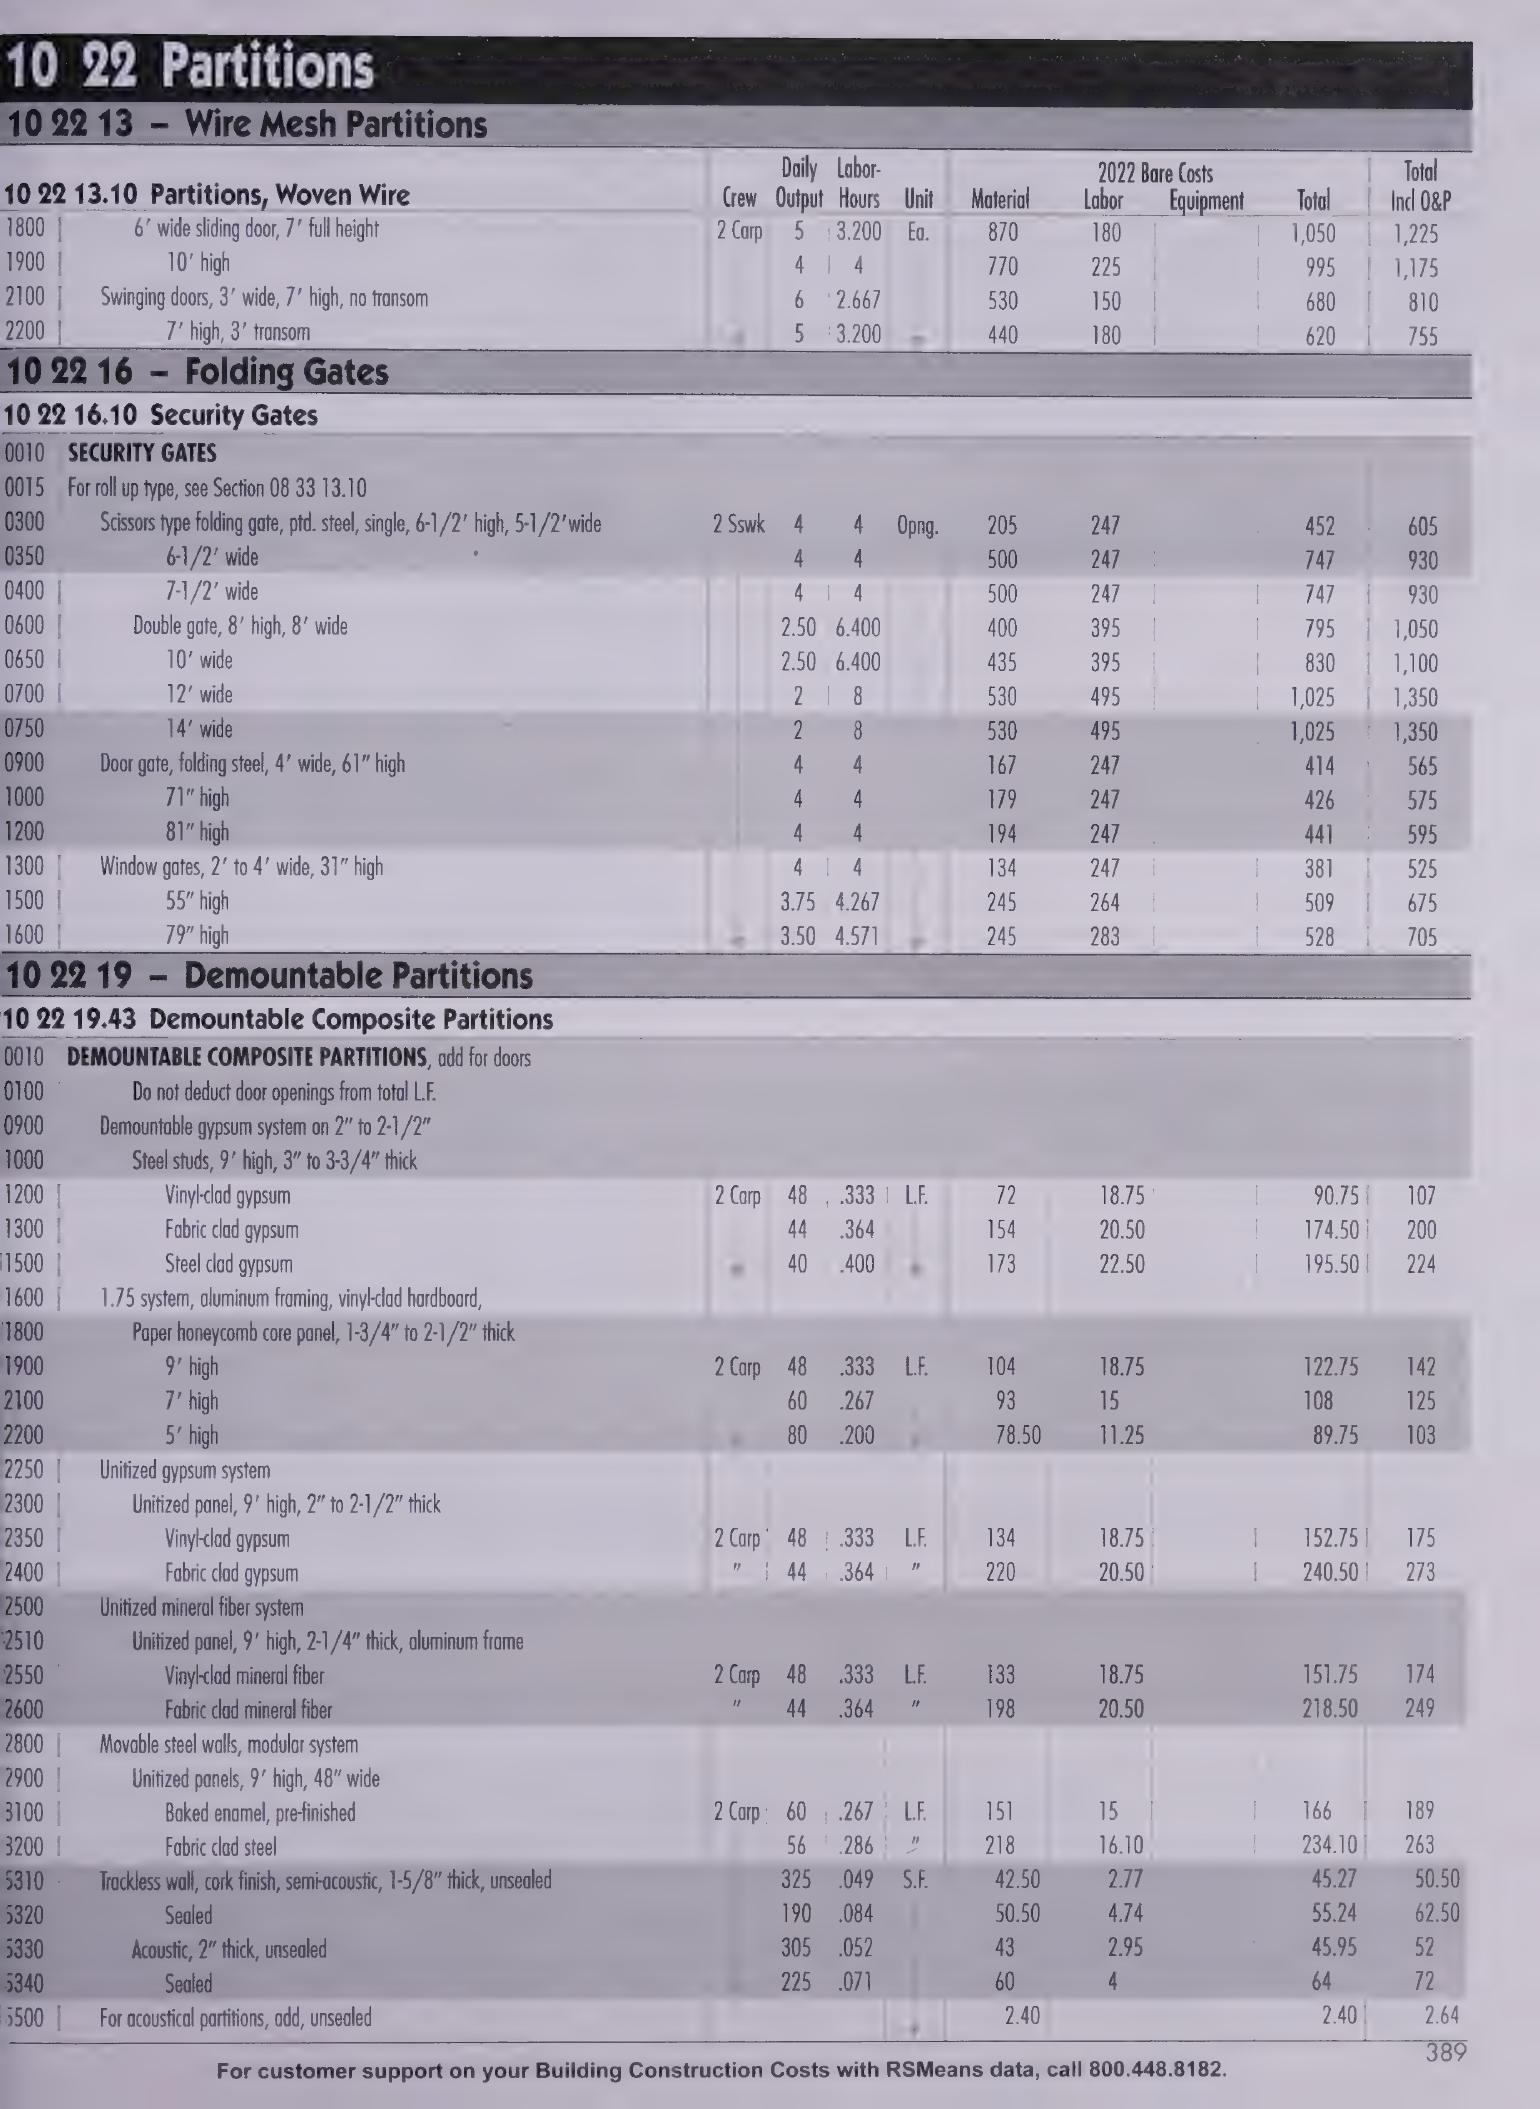 10 22 Partitions
10 22 13 – Wire Mesh Partitions
Daily Labor- 2022 Bare Costs Total
10 22 13.10 Partitions, Woven Wire Crew Output Hours Unit Material Labor Equipment Total Incl O&P
1800 6' wide sliding door, 7' full height 2 Carp 5 3.200 Ea. 870 180 1,050 1,225
1900 10' high 4 4 770 225 995 1,175
2100 Swinging doors, 3' wide, 7' high, no transom 6 2.667 530 150 680 810
2200 7' high, 3' transom 5 3.200 440 180 620 755
10 22 16 – Folding Gates
10 22 16.10 Security Gates
0010 SECURITY GATES
0015 For roll up type, see Section 08 33 13.10
0300 Scissors type folding gate, ptd. steel, single, 6-1/2' high, 5-1/2'wide 2 Sswk 4 4 Opng. 205 247 452 605
0350 6-1/2' wide 4 4 500 247 747 930
0400 7-1/2' wide 4 4 500 247 747 930
0600 Double gate, 8' high, 8' wide 2.50 6.400 400 395 795 1,050
0650 10' wide 2.50 6.400 435 395 830 1,100
0700 12' wide 2 8 530 495 1,025 1,350
0750 14' wide 2 8 530 495 1,025 1,350
0900 Door gate, folding steel, 4' wide, 61" high 4 4 167 247 414 565
1000 71" high 4 4 179 247 426 575
1200 81" high 4 4 194 247 441 595
1300 Window gates, 2' to 4' wide, 31" high 4 4 134 247 381 525
1500 55" high 3.75 4.267 245 264 509 675
1600 79" high 3.50 4.571 245 283 528 705
10 22 19 – Demountable Partitions
10 22 19.43 Demountable Composite Partitions
0010 DEMOUNTABLE COMPOSITE PARTITIONS, add for doors
0100 Do not deduct door openings from total L.F.
0900 Demountable gypsum system on 2" to 2-1/2"
1000 Steel studs, 9' high, 3" to 3-3/4" thick
1200 Vinyl-clad gypsum 2 Carp 48 .333 L.F. 72 18.75 90.75 107
1300 Fabric clad gypsum 44 .364 154 20.50 174.50 200
1500 Steel clad gypsum 40 .400 173 22.50 195.50 224
1600 1.75 system, aluminum framing, vinyl-clad hardboard,
1800 Paper honeycomb core panel, 1-3/4" to 2-1/2" thick
1900 9' high 2 Carp 48 .333 L.F. 104 18.75 122.75 142
2100 7' high 60 .267 93 15 108 125
2200 5' high 80 .200 78.50 11.25 89.75 103
2250 Unitized gypsum system
2300 Unitized panel, 9' high, 2" to 2-1/2" thick
2350 Vinyl-clad gypsum 2 Carp 48 .333 L.F. 134 18.75 152.75 175
2400 Fabric clad gypsum " 44 .364 " 220 20.50 240.50 273
2500 Unitized mineral fiber system
2510 Unitized panel, 9' high, 2-1/4" thick, aluminum frame
2550 Vinyl-clad mineral fiber 2 Carp 48 .333 L.F. 133 18.75 151.75 174
2600 Fabric clad mineral fiber " 44 .364 " 198 20.50 218.50 249
2800 Movable steel walls, modular system
2900 Unitized panels, 9' high, 48" wide
3100 Baked enamel, pre-finished 2 Carp 60 .267 L.F. 151 15 166 189
3200 Fabric clad steel 56 .286 " 218 16.10 234.10 263
5310 Trackless wall, cork finish, semi-acoustic, 1-5/8" thick, unsealed 325 .049 S.F. 42.50 2.77 45.27 50.50
5320 Sealed 190 .084 50.50 4.74 55.24 62.50
5330 Acoustic, 2" thick, unsealed 305 .052 43 2.95 45.95 52
5340 Sealed 225 .071 60 4 64 72
5500 For acoustical partitions, add, unsealed 2.40 2.40 2.64
For customer support on your Building Construction Costs with RSMeans data, call 800.448.8182.
389